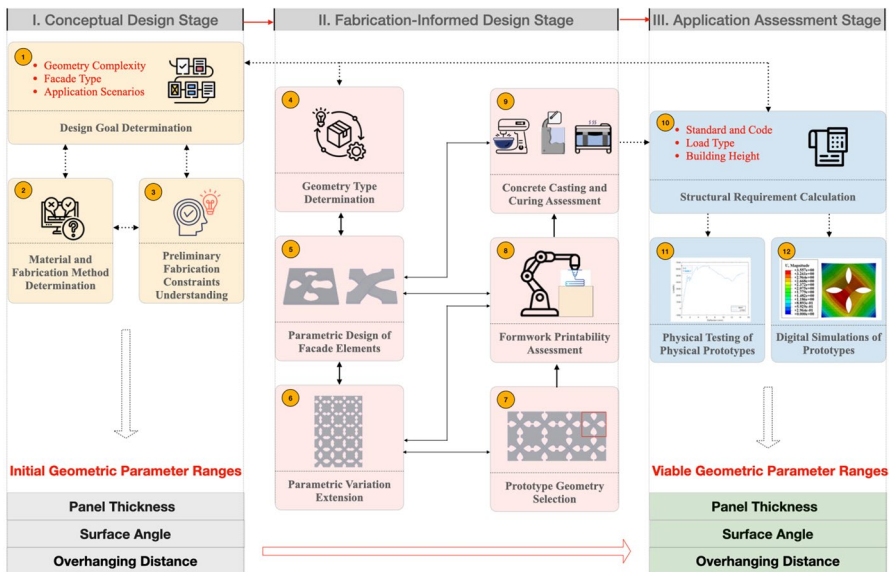 I. Conceptual Design Stage
II. Fabrication-Informed Design Stage
III. Application Assessment Stage
1
• Geometry Complexity
• Facade Type
• Application Scenarios
Design Goal Determination
2
Material and
Fabrication Method
Determination
3
Preliminary
Fabrication
Constraints
Understanding
Initial Geometric Parameter Ranges
Panel Thickness
Surface Angle
Overhanging Distance
4
Geometry Type
Determination
5
Parametric Design of
Facade Elements
6
Parametric Variation
Extension
9
Concrete Casting and
Curing Assessment
8
Formwork Printability
Assessment
7
Prototype Geometry
Selection
10
• Standard and Code
• Load Type
• Building Height
Structural Requirement Calculation
11
Physical Testing of
Physical Prototypes
12
U, Magnitude
Digital Simulations of
Prototypes
Viable Geometric Parameter Ranges
Panel Thickness
Surface Angle
Overhanging Distance